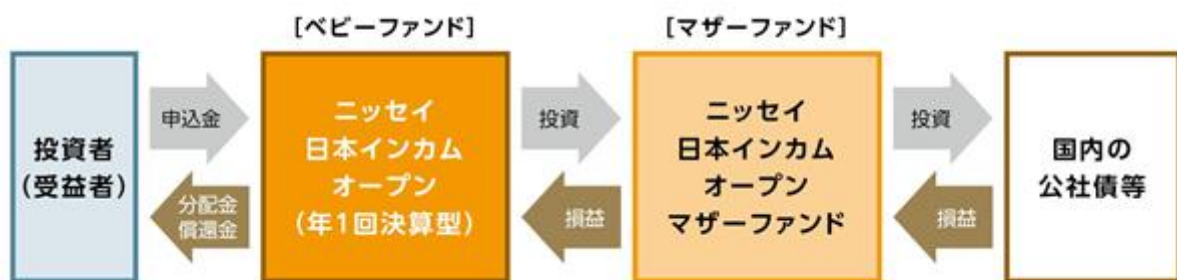 [ベビーファンド]
[マザーファンド]
投資者
(受益者)
申込金
分配金
償還金
ニッセイ
日本インカム
オープン
(年1回決算型)
投資
損益
ニッセイ
日本インカム
オープン
マザーファンド
投資
損益
国内の
公社債等